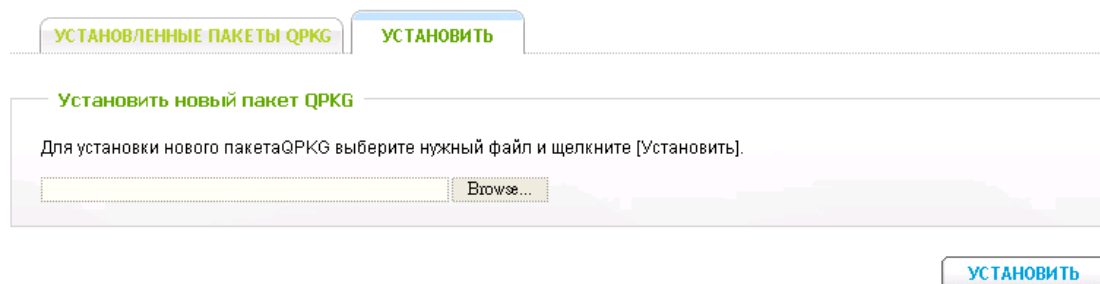 УСТАНОВЛЕННЫЕ ПАКЕТЫ QPKG
УСТАНОВИТЬ
Установить новый пакет QPKG
Для установки нового пакетаQPKG выберите нужный файл и щелкните [Установить].
Browse...
УСТАНОВИТЬ